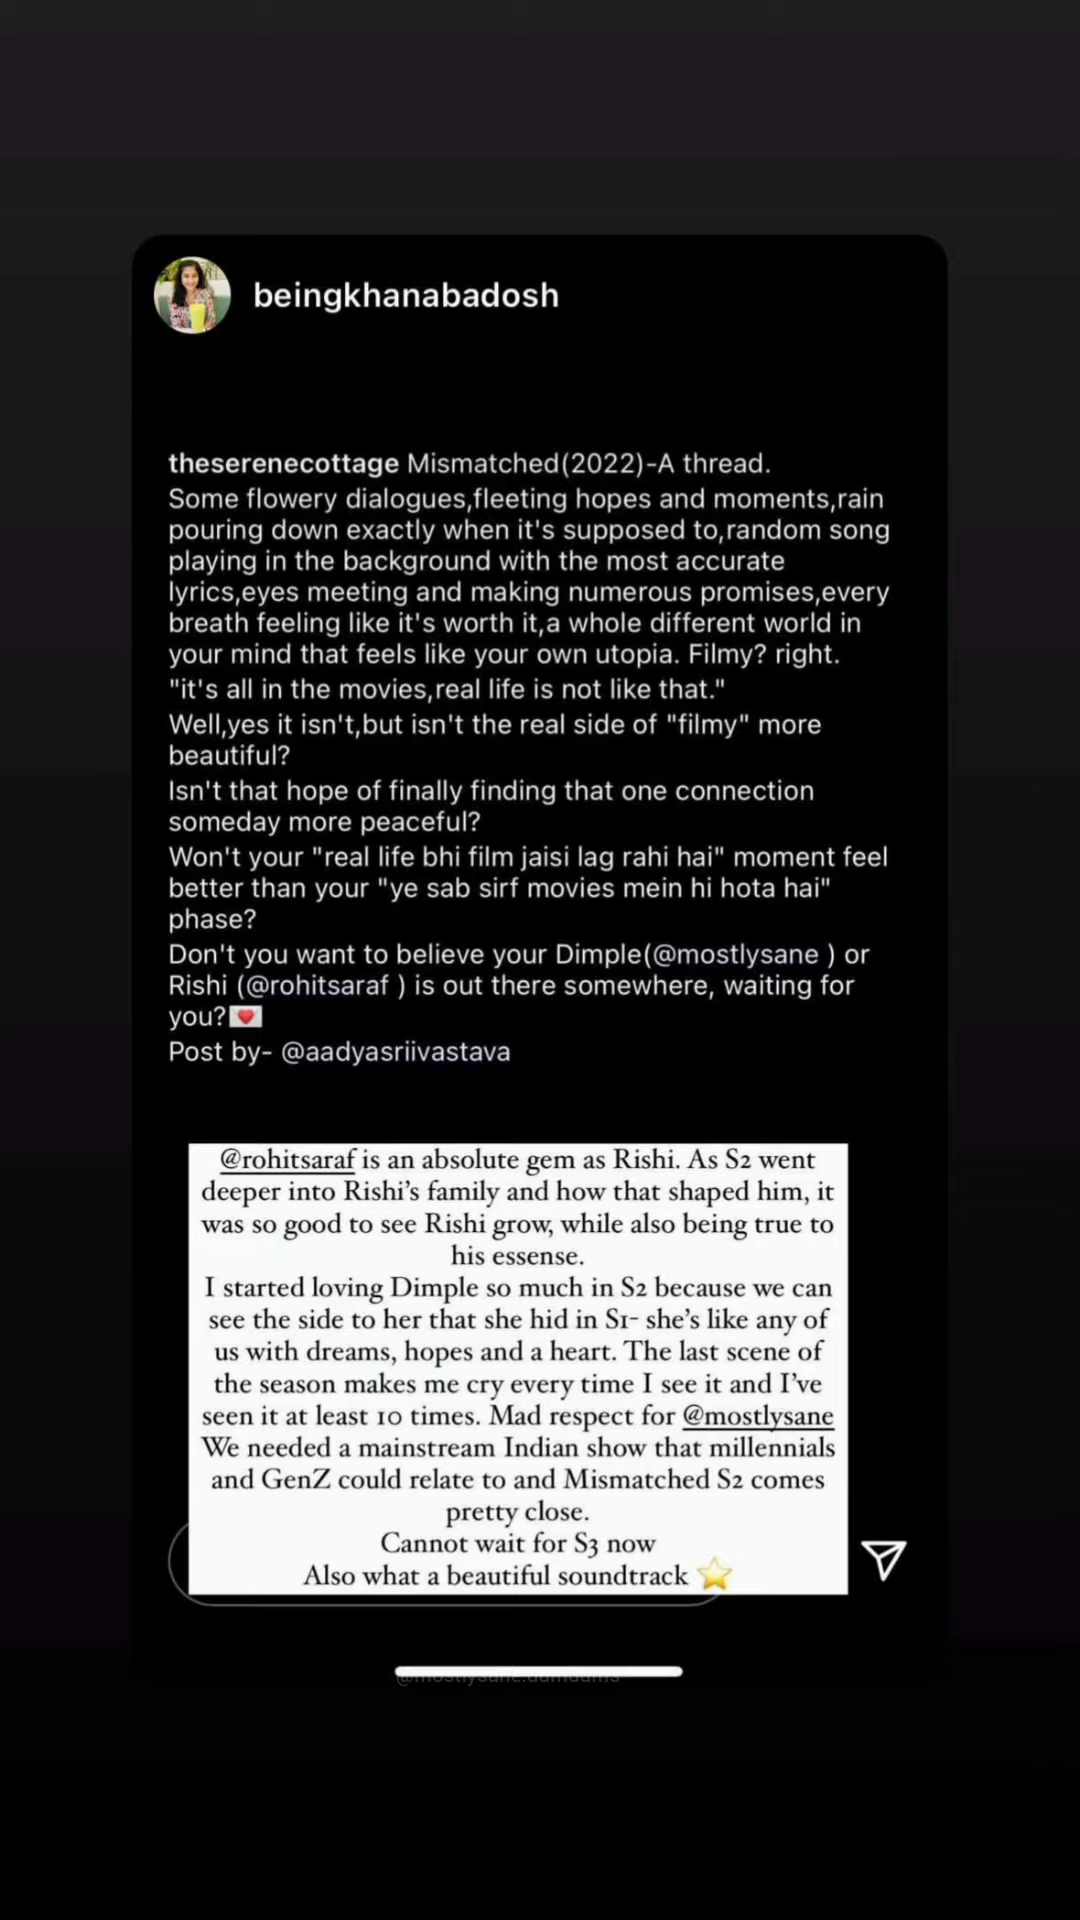 beingkhanabadosh
theserenecottage Mismatched(2022)-A thread.
Some flowery dialogues,fleeting hopes and moments,rain
pouring down exactly when it's supposed to,random song
playing in the background with the most accurate
lyrics,eyes meeting and making numerous promises,every
breath feeling like it's worth it,a whole different world in
your mind that feels like your own utopia. Filmy? right.
"it's all in the movies,real life is not like that."
Well,yes it isn't,but isn't the real side of "filmy" more
beautiful?
Isn't that hope of finally finding that one connection
someday more peaceful?
Won't your "real life bhi film jaisi lag rahi hai" moment feel
better than your "ye sab sirf movies mein hi hota hai"
phase?
Don't you want to believe your Dimple(@mostlysane ) or
Rishi (@rohitsaraf ) is out there somewhere, waiting for
you?💌
Post by- @aadyasriivastava
@rohitsaraf is an absolute gem as Rishi. As S2 went
deeper into Rishi's family and how that shaped him, it
was so good to see Rishi grow, while also being true to
his essense.
I started loving Dimple so much in S2 because we can
see the side to her that she hid in S1- she's like any of
us with dreams, hopes and a heart. The last scene of
the season makes me cry every time I see it and I've
seen it at least 10 times. Mad respect for @mostlysane
We needed a mainstream Indian show that millennials
and GenZ could relate to and Mismatched S2 comes
pretty close.
Cannot wait for S3 now
Also what a beautiful soundtrack ⭐